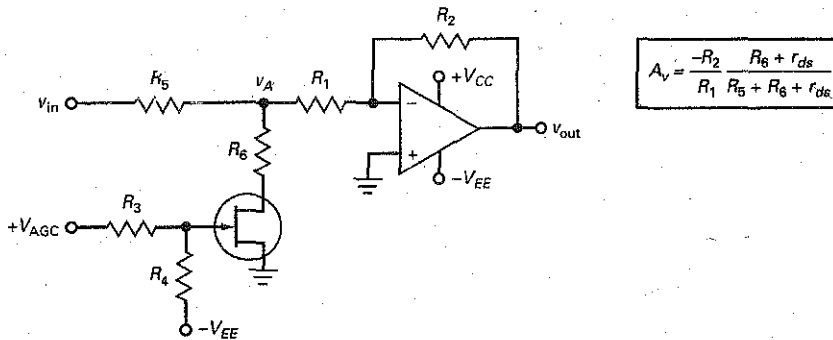 R2
R5
vA
R1
+VCC
vin
−
vout
R6
+
−VEE
R3
+VAGC
R4
−VEE
Av = −R2/R1 (R6 + rds)/(R5 + R6 + rds)